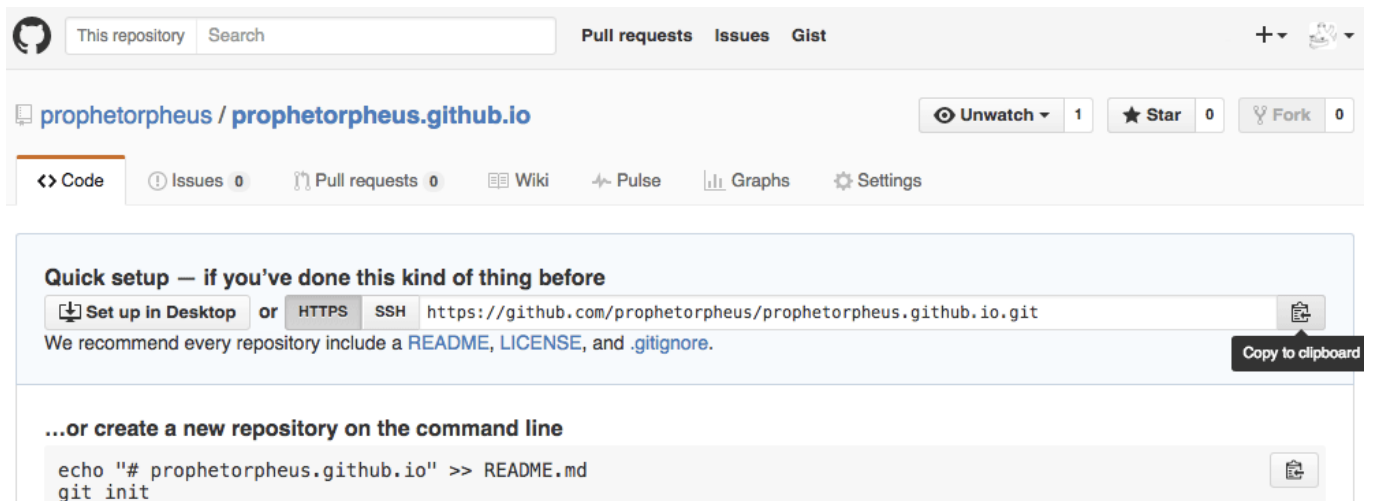 This repository Search Pull requests Issues Gist
prophetorpheus / prophetorpheus.github.io Unwatch 1 Star 0 Fork 0
<> Code Issues 0 Pull requests 0 Wiki Pulse Graphs Settings
Quick setup — if you've done this kind of thing before
Set up in Desktop or HTTPS SSH https://github.com/prophetorpheus/prophetorpheus.github.io.git
We recommend every repository include a README, LICENSE, and .gitignore.
Copy to clipboard
…or create a new repository on the command line
echo "# prophetorpheus.github.io" >> README.md
git init